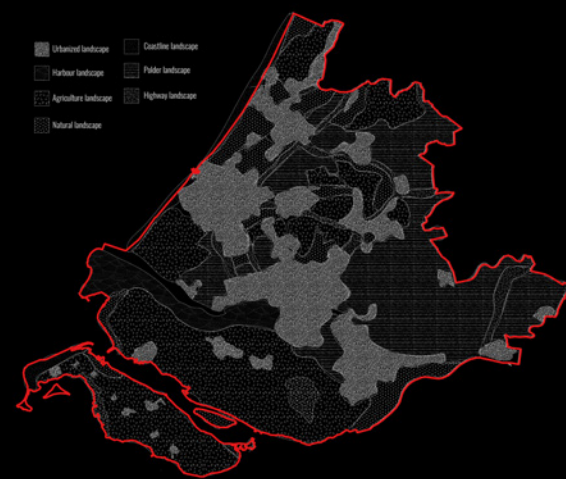 Urbanized landscape
Coastline landscape
Harbour landscape
Polder landscape
Agriculture landscape
Highway landscape
Natural landscape